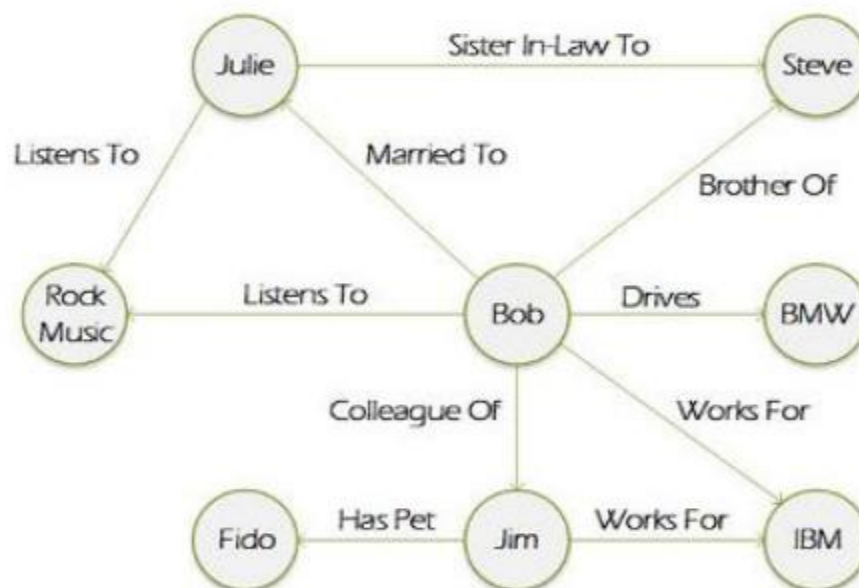 Julie
Sister In-Law To
Steve
Listens To
Married To
Brother Of
Rock
Music
Listens To
Bob
Drives
BMW
Colleague Of
Works For
Fido
Has Pet
Jim
Works For
IBM